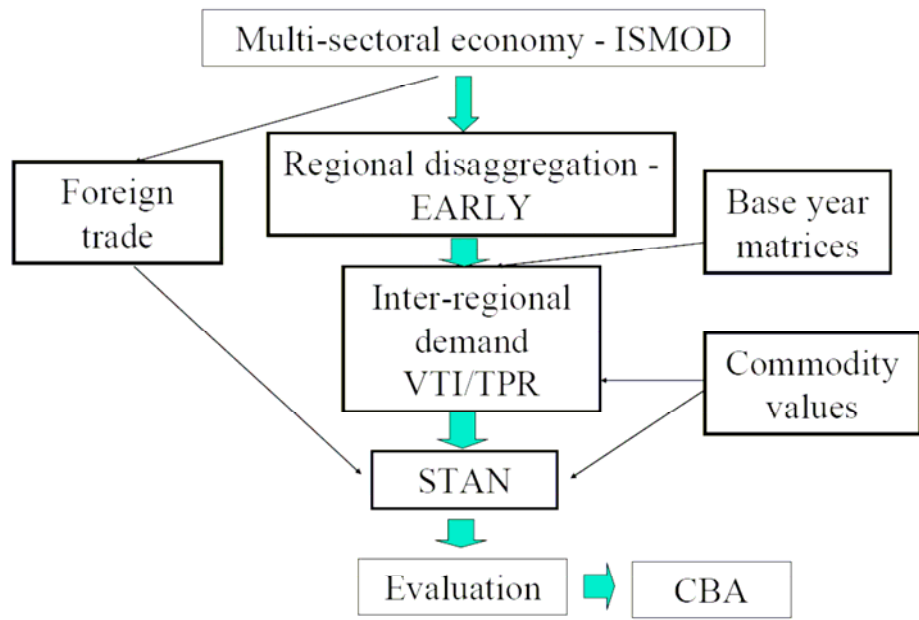 Multi-sectoral economy - ISMOD
Regional disaggregation -
EARLY
Foreign
trade
Base year
matrices
Inter-regional
demand
VTI/TPR
Commodity
values
STAN
Evaluation
CBA